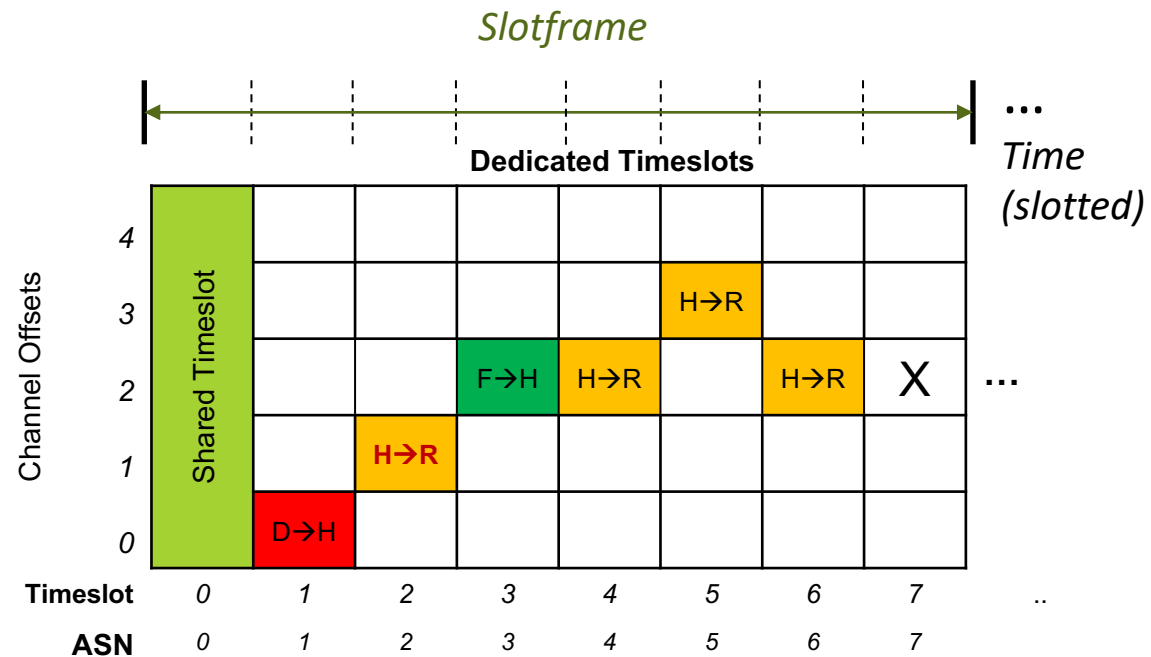 Slotframe
...
Time
(slotted)
Dedicated Timeslots
Channel Offsets
Shared Timeslot
4
3 H→R
2 F→H H→R H→R X ...
1 H→R
0 D→H
Timeslot 0 1 2 3 4 5 6 7 ..
ASN 0 1 2 3 4 5 6 7